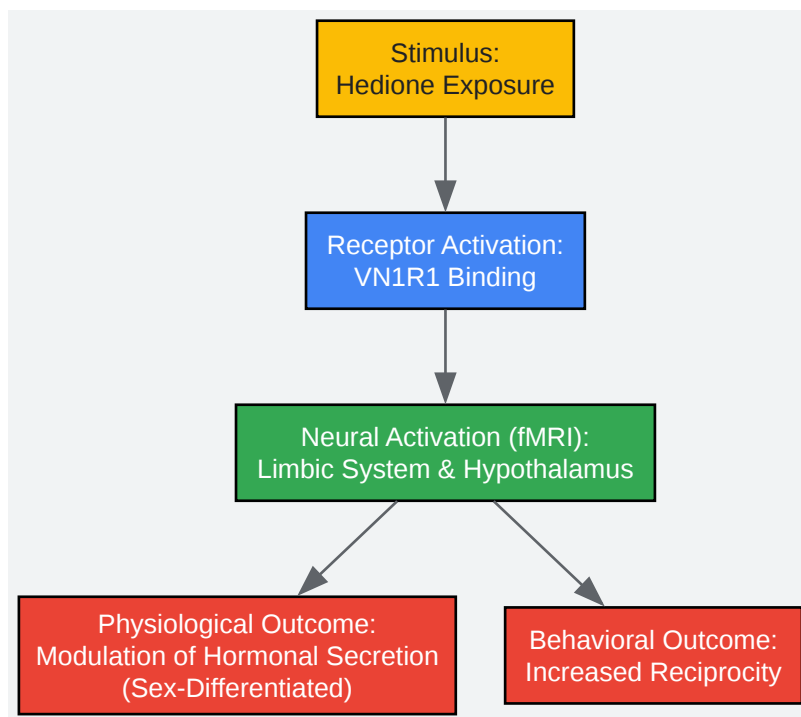 Stimulus:
Hedione Exposure
Receptor Activation:
VN1R1 Binding
Neural Activation (fMRI):
Limbic System & Hypothalamus
Physiological Outcome:
Modulation of Hormonal Secretion
(Sex-Differentiated)
Behavioral Outcome:
Increased Reciprocity